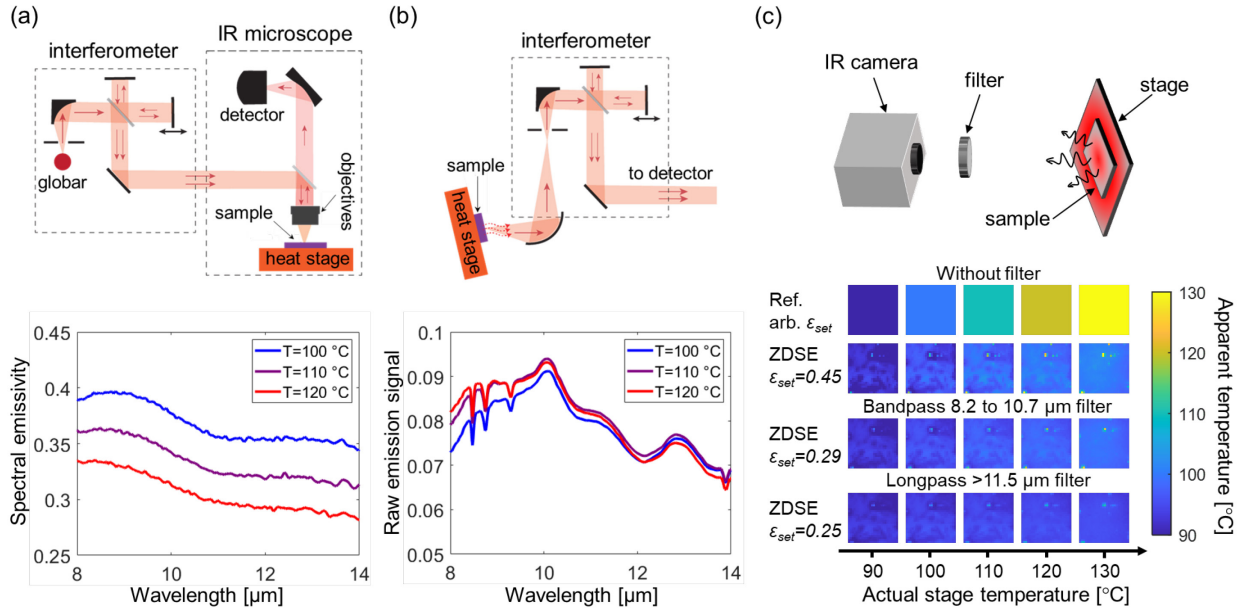 (a)
interferometer
IR microscope
detector
globar
objectives
sample
heat stage
Spectral emissivity
0.45
0.4
0.35
0.3
0.25
T=100 °C
T=110 °C
T=120 °C
8
10
12
14
Wavelength [µm]
(b)
interferometer
to detector
sample
heat stage
Raw emission signal
0.1
0.09
0.08
0.07
0.06
0.05
T=100 °C
T=110 °C
T=120 °C
8
10
12
14
Wavelength [µm]
(c)
IR camera
filter
stage
sample
Without filter
Ref.
arb. εset
ZDSE
εset=0.45
Bandpass 8.2 to 10.7 µm filter
ZDSE
εset=0.29
Longpass >11.5 µm filter
ZDSE
εset=0.25
90
100
110
120
130
Actual stage temperature [°C]
130
120
110
100
90
Apparent temperature [°C]